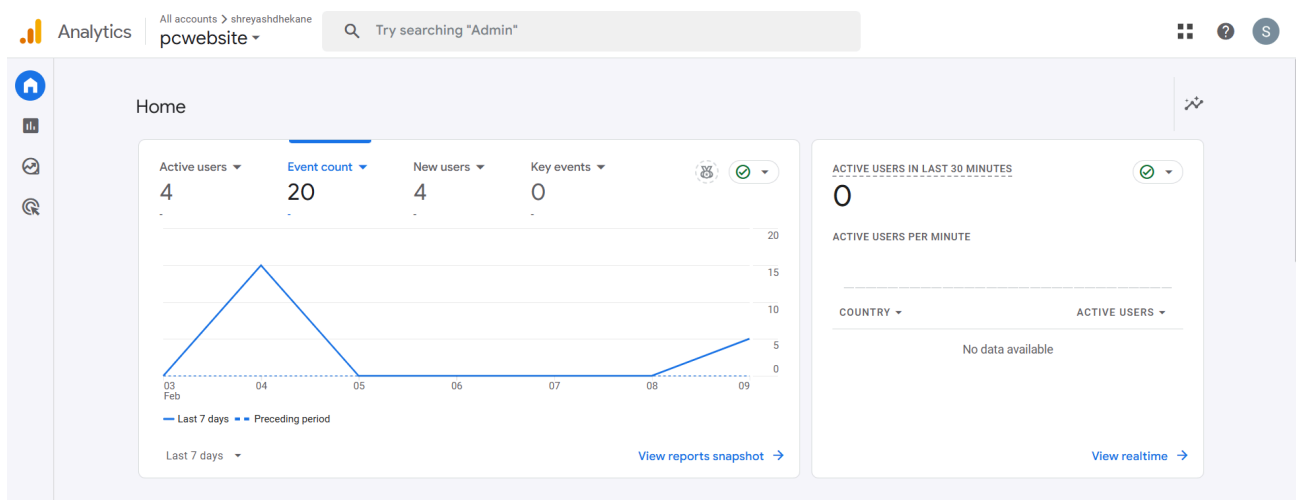 Analytics
All accounts > shreyashdhekane
pcwebsite
Try searching "Admin"
S
Home
Active users
4
-
Event count
20
-
New users
4
-
Key events
0
-
20
15
10
5
0
03 04 05 06 07 08 09
Feb
Last 7 days Preceding period
Last 7 days
View reports snapshot
ACTIVE USERS IN LAST 30 MINUTES
0
ACTIVE USERS PER MINUTE
COUNTRY ACTIVE USERS
No data available
View realtime